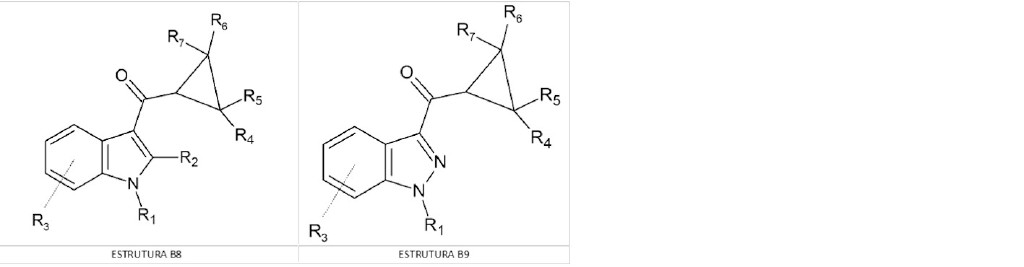 R6
R7
O
R5
R4
R2
N
R1
R3
ESTRUTURA B8
R6
R7
O
R5
R4
N
N
R1
R3
ESTRUTURA B9